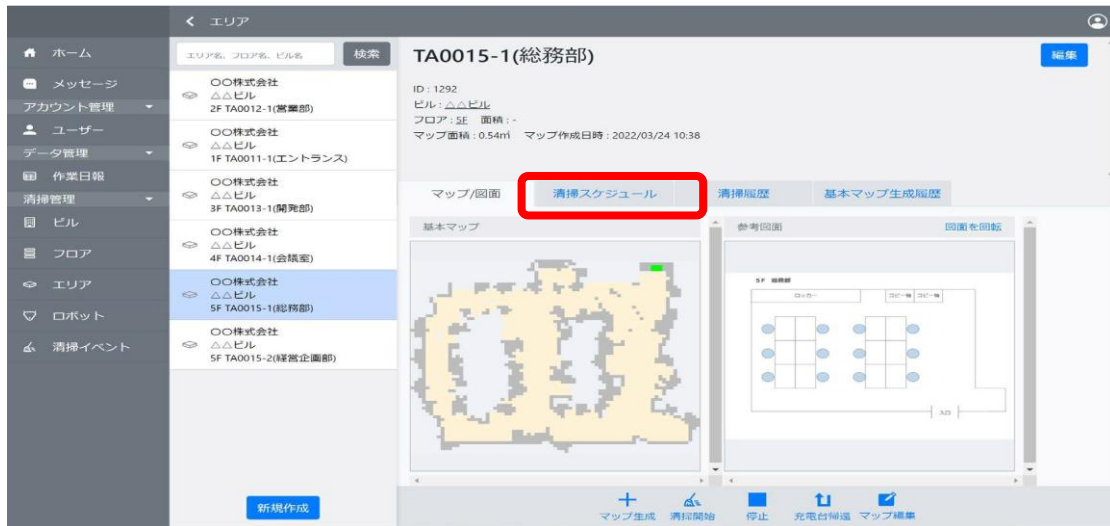 エリア
ホーム
メッセージ
アカウント管理
ユーザー
データ管理
作業日報
清掃管理
ビル
フロア
エリア
ロボット
清掃イベント
エリア名、フロア名、ビル名
検索
〇〇株式会社
△△ビル
2F TA0012-1(営業部)
〇〇株式会社
△△ビル
1F TA0011-1(エントランス)
〇〇株式会社
△△ビル
3F TA0013-1(開発部)
〇〇株式会社
△△ビル
4F TA0014-1(会議室)
〇〇株式会社
△△ビル
5F TA0015-1(総務部)
〇〇株式会社
△△ビル
5F TA0015-2(経営企画部)
新規作成
TA0015-1(総務部)
編集
ID : 1292
ビル : △△ビル
フロア : 5F 面積 : -
マップ面積 : 0.54㎡ マップ作成日時 : 2022/03/24 10:38
マップ/図面 清掃スケジュール 清掃履歴 基本マップ生成履歴
基本マップ
参考図面 図面を回転
5F 総務部
ロッカー コピー機 コピー機
入口
マップ生成 清掃開始 停止 充電台帰還 マップ編集